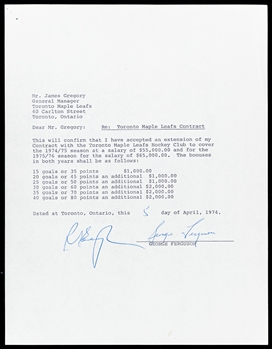 Mr. James Gregory
General Manager
Toronto Maple Leafs
60 Carlton Street
Toronto, Ontario
Dear Mr. Gregory: Re: Toronto Maple Leafs Contract
This will confirm that I have accepted an extension of my
Contract with the Toronto Maple Leafs Hockey Club to cover
the 1974/75 season at a salary of $55,000.00 and for the
1975/76 season for the salary of $65,000.00. The bonuses
in both years shall be as follows:
15 goals or 35 points $1,000.00
20 goals or 45 points an additional $1,000.00
25 goals or 50 points an additional $1,000.00
30 goals or 60 points an additional $2,000.00
35 goals or 70 points an additional $2,000.00
40 goals or 80 points an additional $2,000.00
Dated at Toronto, Ontario, this 5 day of April, 1974.
George Ferguson
GEORGE FERGUSON